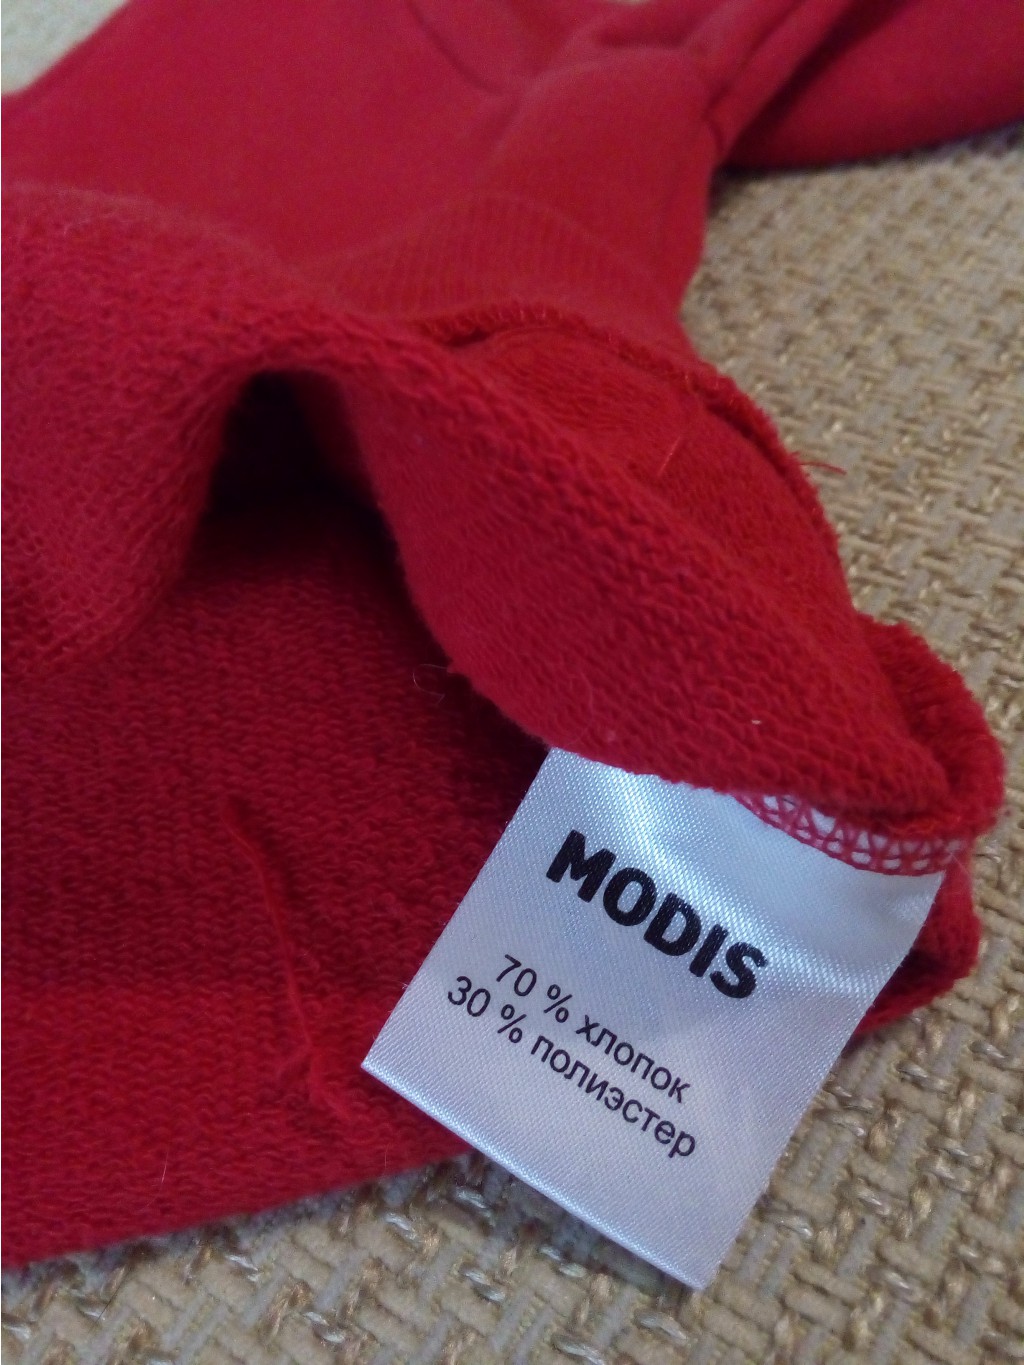 MODIS
70 % хлопок
30 % полиэстер